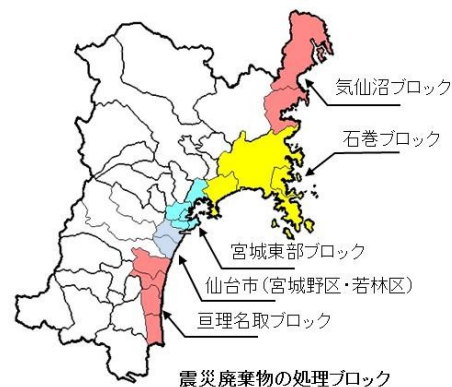 気仙沼ブロック
石巻ブロック
宮城東部ブロック
仙台市(宮城野区・若林区)
亘理名取ブロック
震災廃棄物の処理ブロック